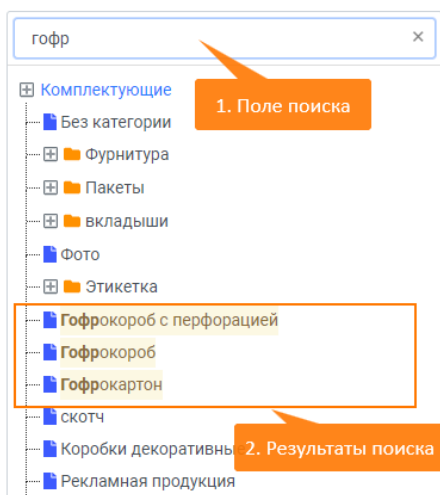 гофр
Комплектующие
1. Поле поиска
Без категории
Фурнитура
Пакеты
вкладыши
Фото
Этикетка
Гофрокороб с перфорацией
Гофрокороб
Гофрокартон
скотч
Коробки декоративны
2. Результаты поиска
Рекламная продукция